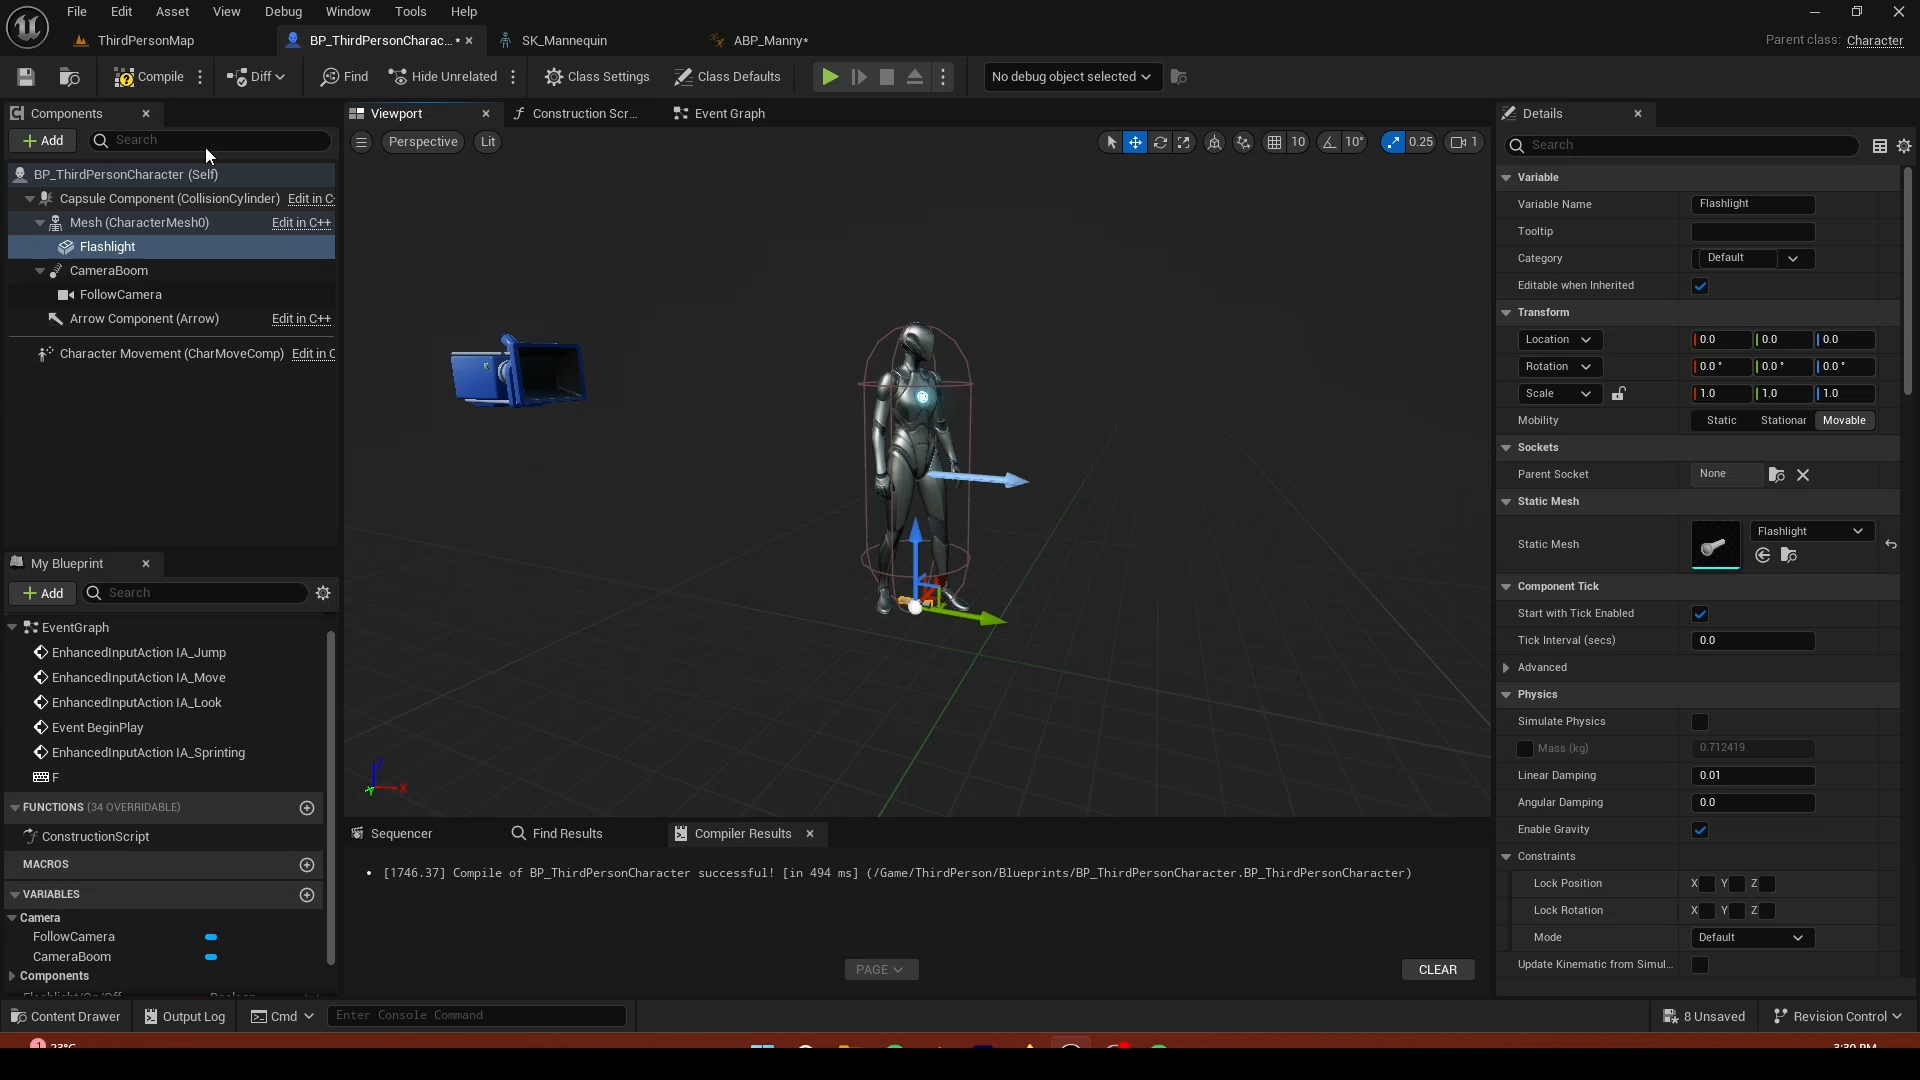 File Edit Asset View Debug Window Tools Help
ThirdPersonMap BP_ThirdPersonCharac... * SK_Mannequin ABP_Manny* Parent class: Character
Compile Diff Find Hide Unrelated Class Settings Class Defaults No debug object selected
Components Viewport Construction Scr... Event Graph Details
Add Search Perspective Lit 10 10° 0.25 1 Search
BP_ThirdPersonCharacter (Self)
Capsule Component (CollisionCylinder) Edit in C
Mesh (CharacterMesh0) Edit in C++
Flashlight
CameraBoom
FollowCamera
Arrow Component (Arrow) Edit in C++
Character Movement (CharMoveComp) Edit in C
Variable
Variable Name Flashlight
Tooltip
Category Default
Editable when Inherited
Transform
Location 0.0 0.0 0.0
Rotation 0.0 ° 0.0 ° 0.0 °
Scale 1.0 1.0 1.0
Mobility Static Stationar Movable
Sockets
Parent Socket None
Static Mesh
Static Mesh Flashlight
Component Tick
Start with Tick Enabled
Tick Interval (secs) 0.0
Advanced
Physics
Simulate Physics
Mass (kg) 0.712419
Linear Damping 0.01
Angular Damping 0.0
Enable Gravity
Constraints
Lock Position X Y Z
Lock Rotation X Y Z
Mode Default
Update Kinematic from Simul...
My Blueprint
Add Search
EventGraph
EnhancedInputAction IA_Jump
EnhancedInputAction IA_Move
EnhancedInputAction IA_Look
Event BeginPlay
EnhancedInputAction IA_Sprinting
F
FUNCTIONS (34 OVERRIDABLE)
ConstructionScript
MACROS
VARIABLES
Camera
FollowCamera
CameraBoom
Components
Z X
Sequencer Find Results Compiler Results
• [1746.37] Compile of BP_ThirdPersonCharacter successful! [in 494 ms] (/Game/ThirdPerson/Blueprints/BP_ThirdPersonCharacter.BP_ThirdPersonCharacter)
PAGE CLEAR
Content Drawer Output Log Cmd Enter Console Command 8 Unsaved Revision Control